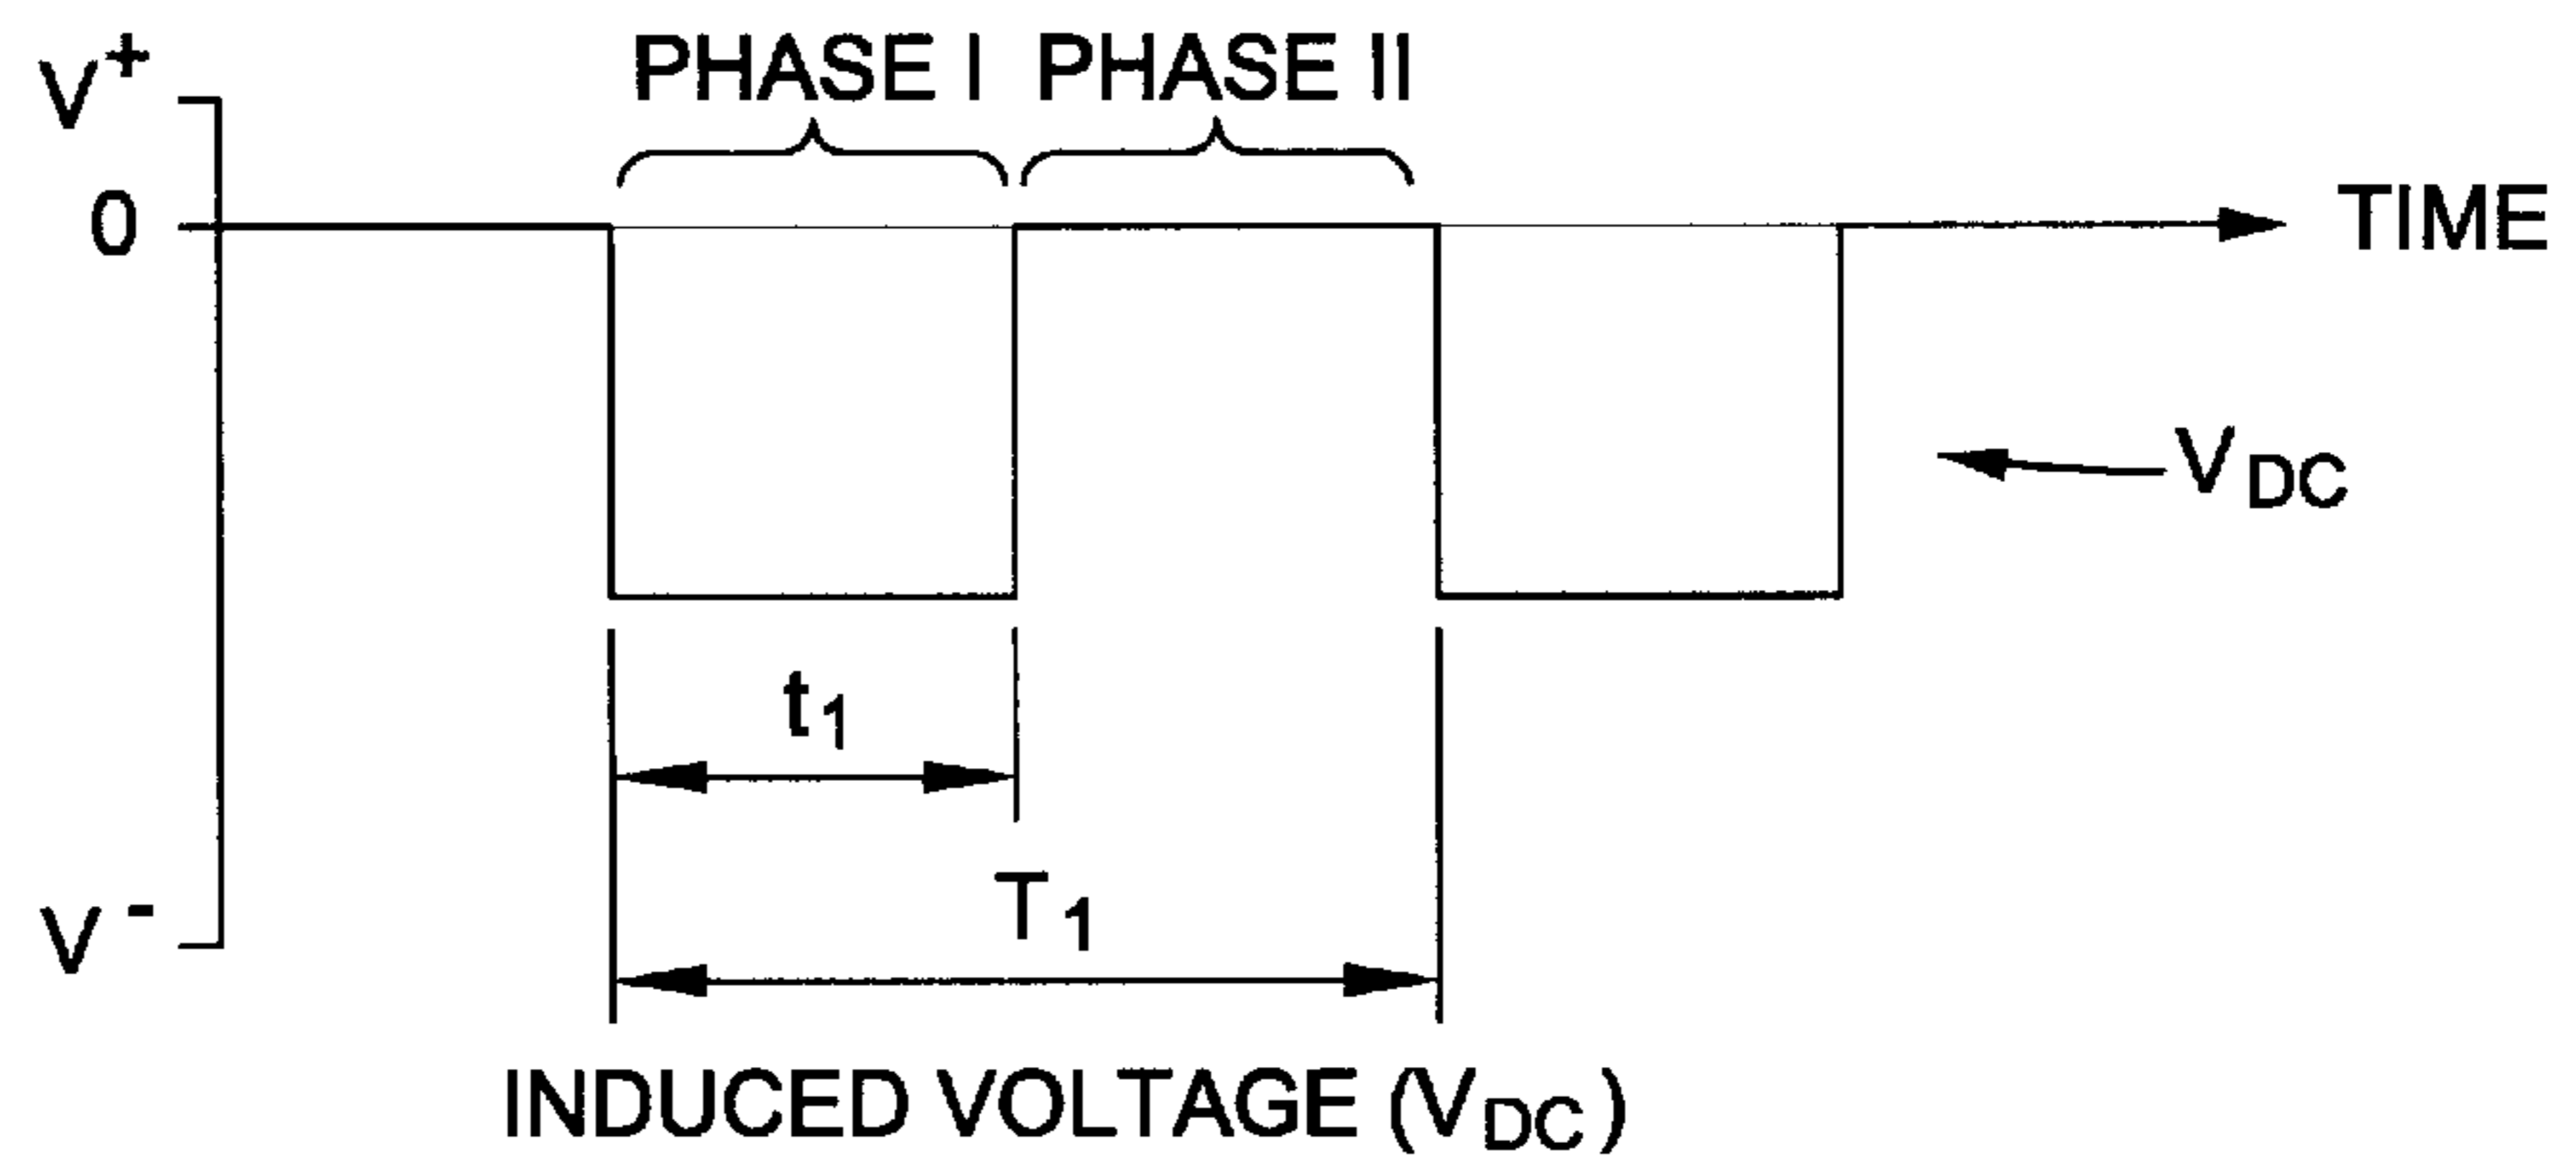 V+
PHASE I PHASE II
0
TIME
VDC
t1
T1
V-
INDUCED VOLTAGE (VDC)